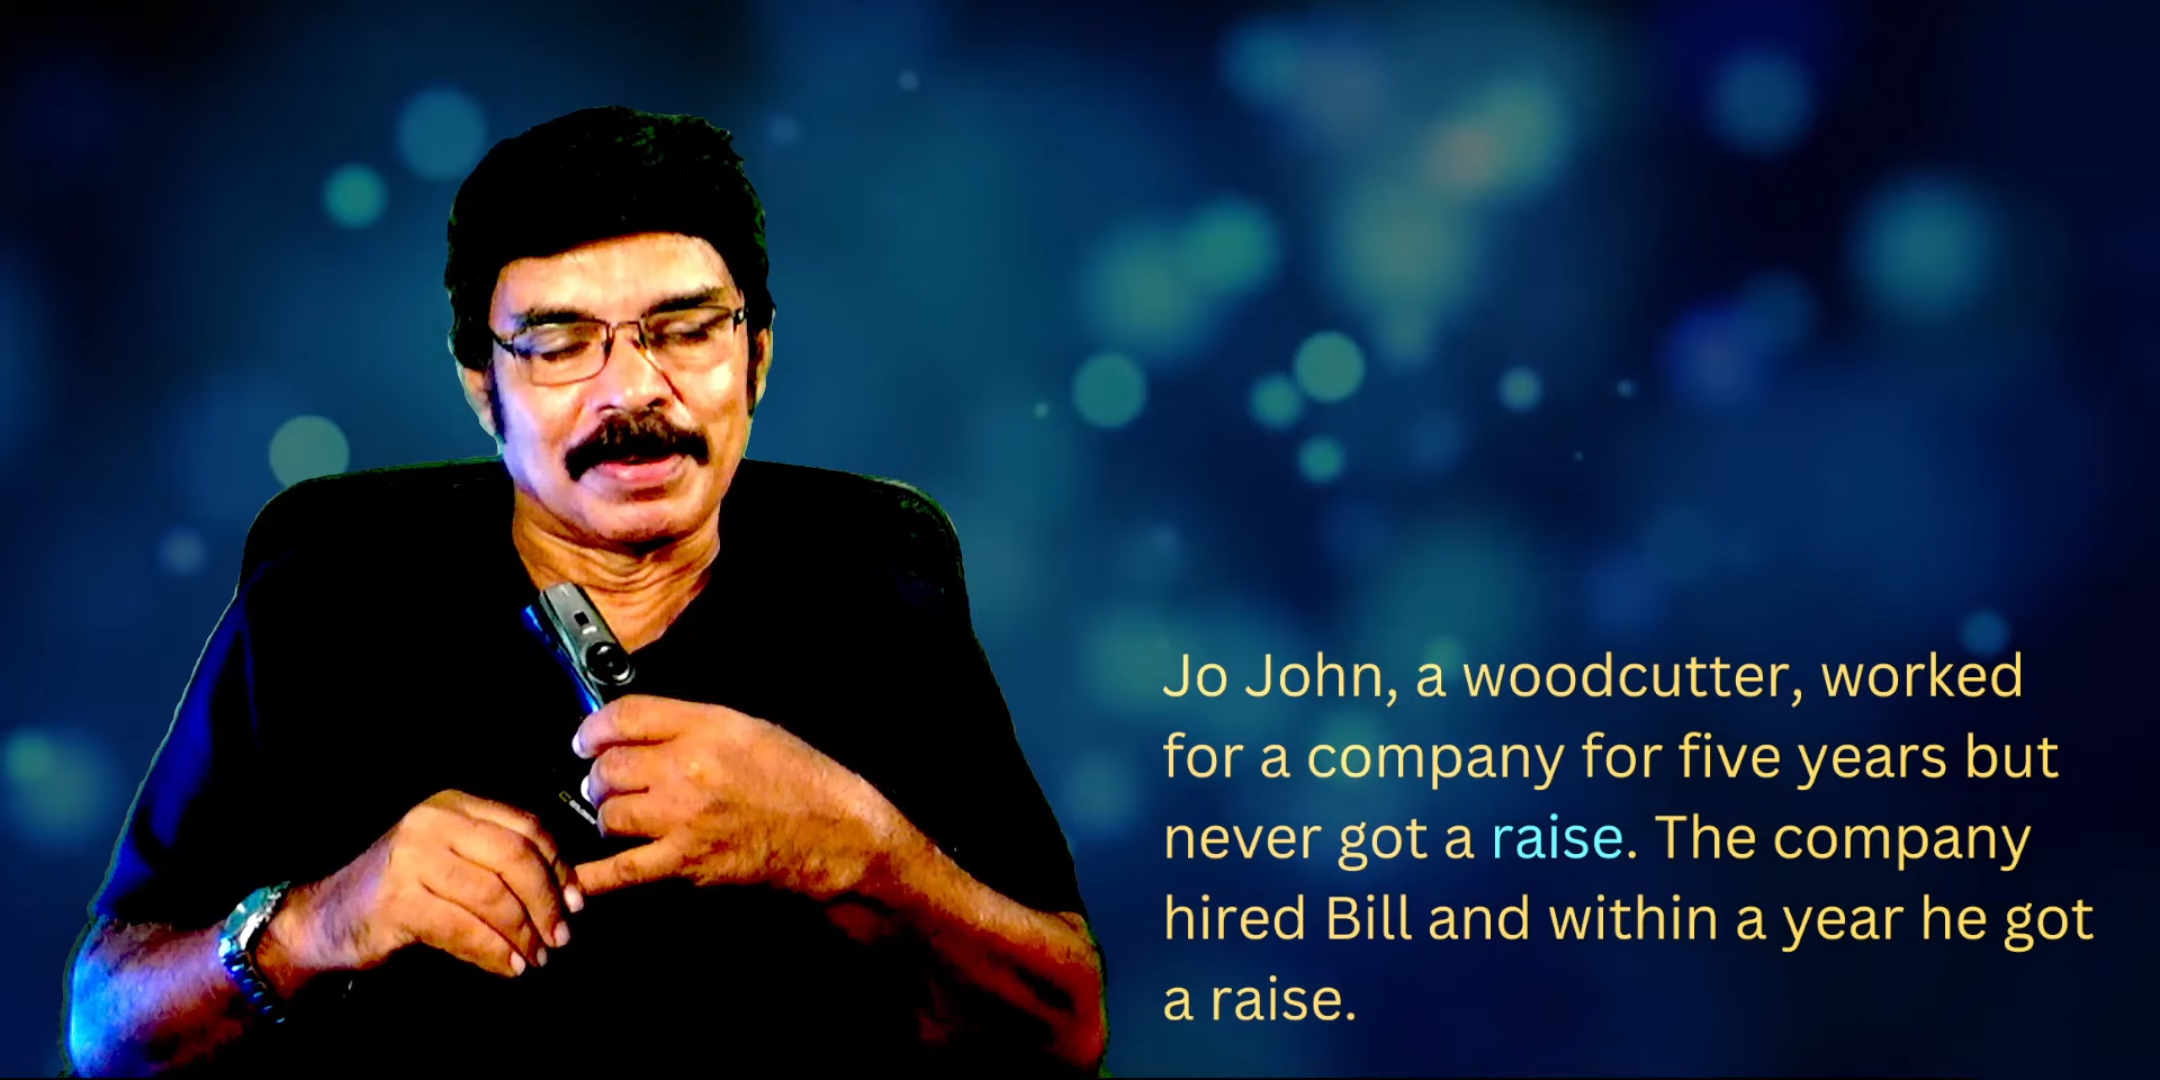 Jo John, a woodcutter, worked
for a company for five years but
never got a raise. The company
hired Bill and within a year he got
a raise.